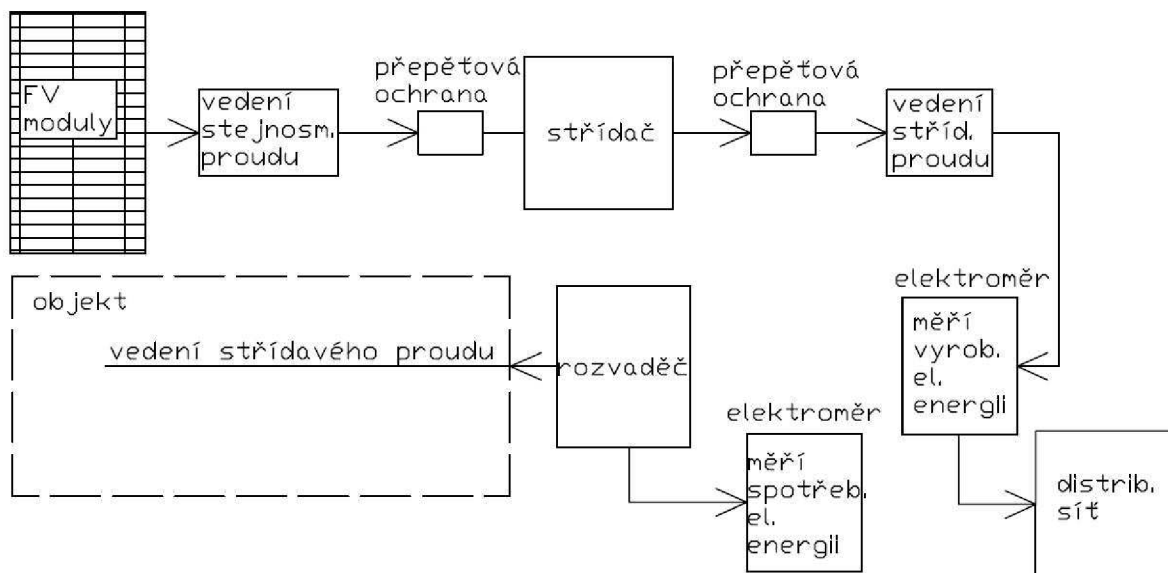 FV
moduly
vedení
stejnosm.
proudu
přepěťová
ochrana
střídač
přepěťová
ochrana
vedení
stříd.
proudu
objekt
vedení střídavého proudu
rozvaděč
elektroměr
měří
vyrob.
el.
energii
elektroměr
měří
spotřeb.
el.
energii
distrib.
síť